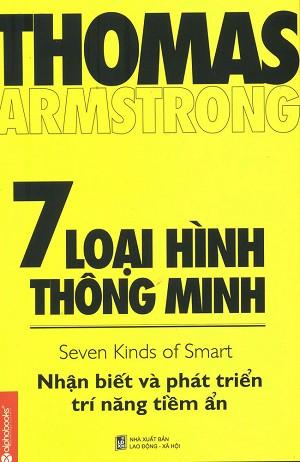 THOMAS
ARMSTRONG
7 LOẠI HÌNH
THÔNG MINH
Seven Kinds of Smart
Nhận biết và phát triển
trí năng tiềm ẩn
alphabooks®
NHÀ XUẤT BẢN
LAO ĐỘNG - XÃ HỘI